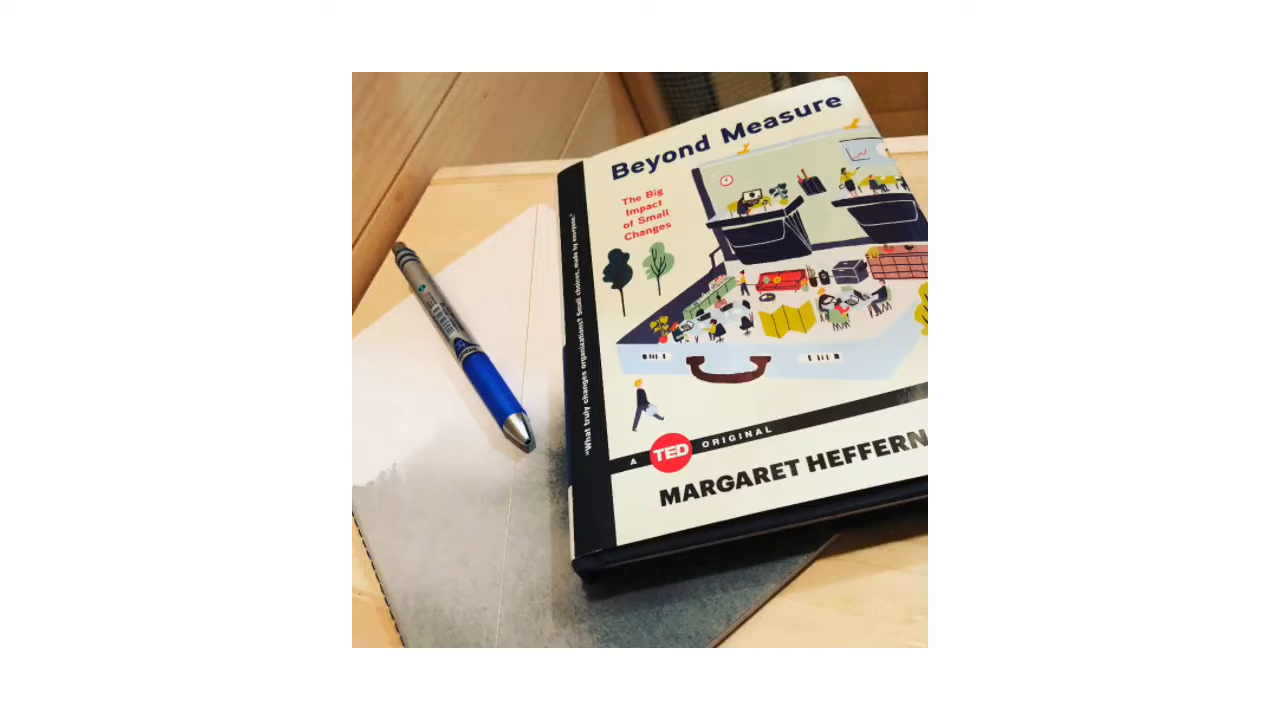 Beyond Measure
The Big
Impact
of Small
Changes
"What truly changes organizations? Small choices, made by everyone."
A TED ORIGINAL
MARGARET HEFFERN